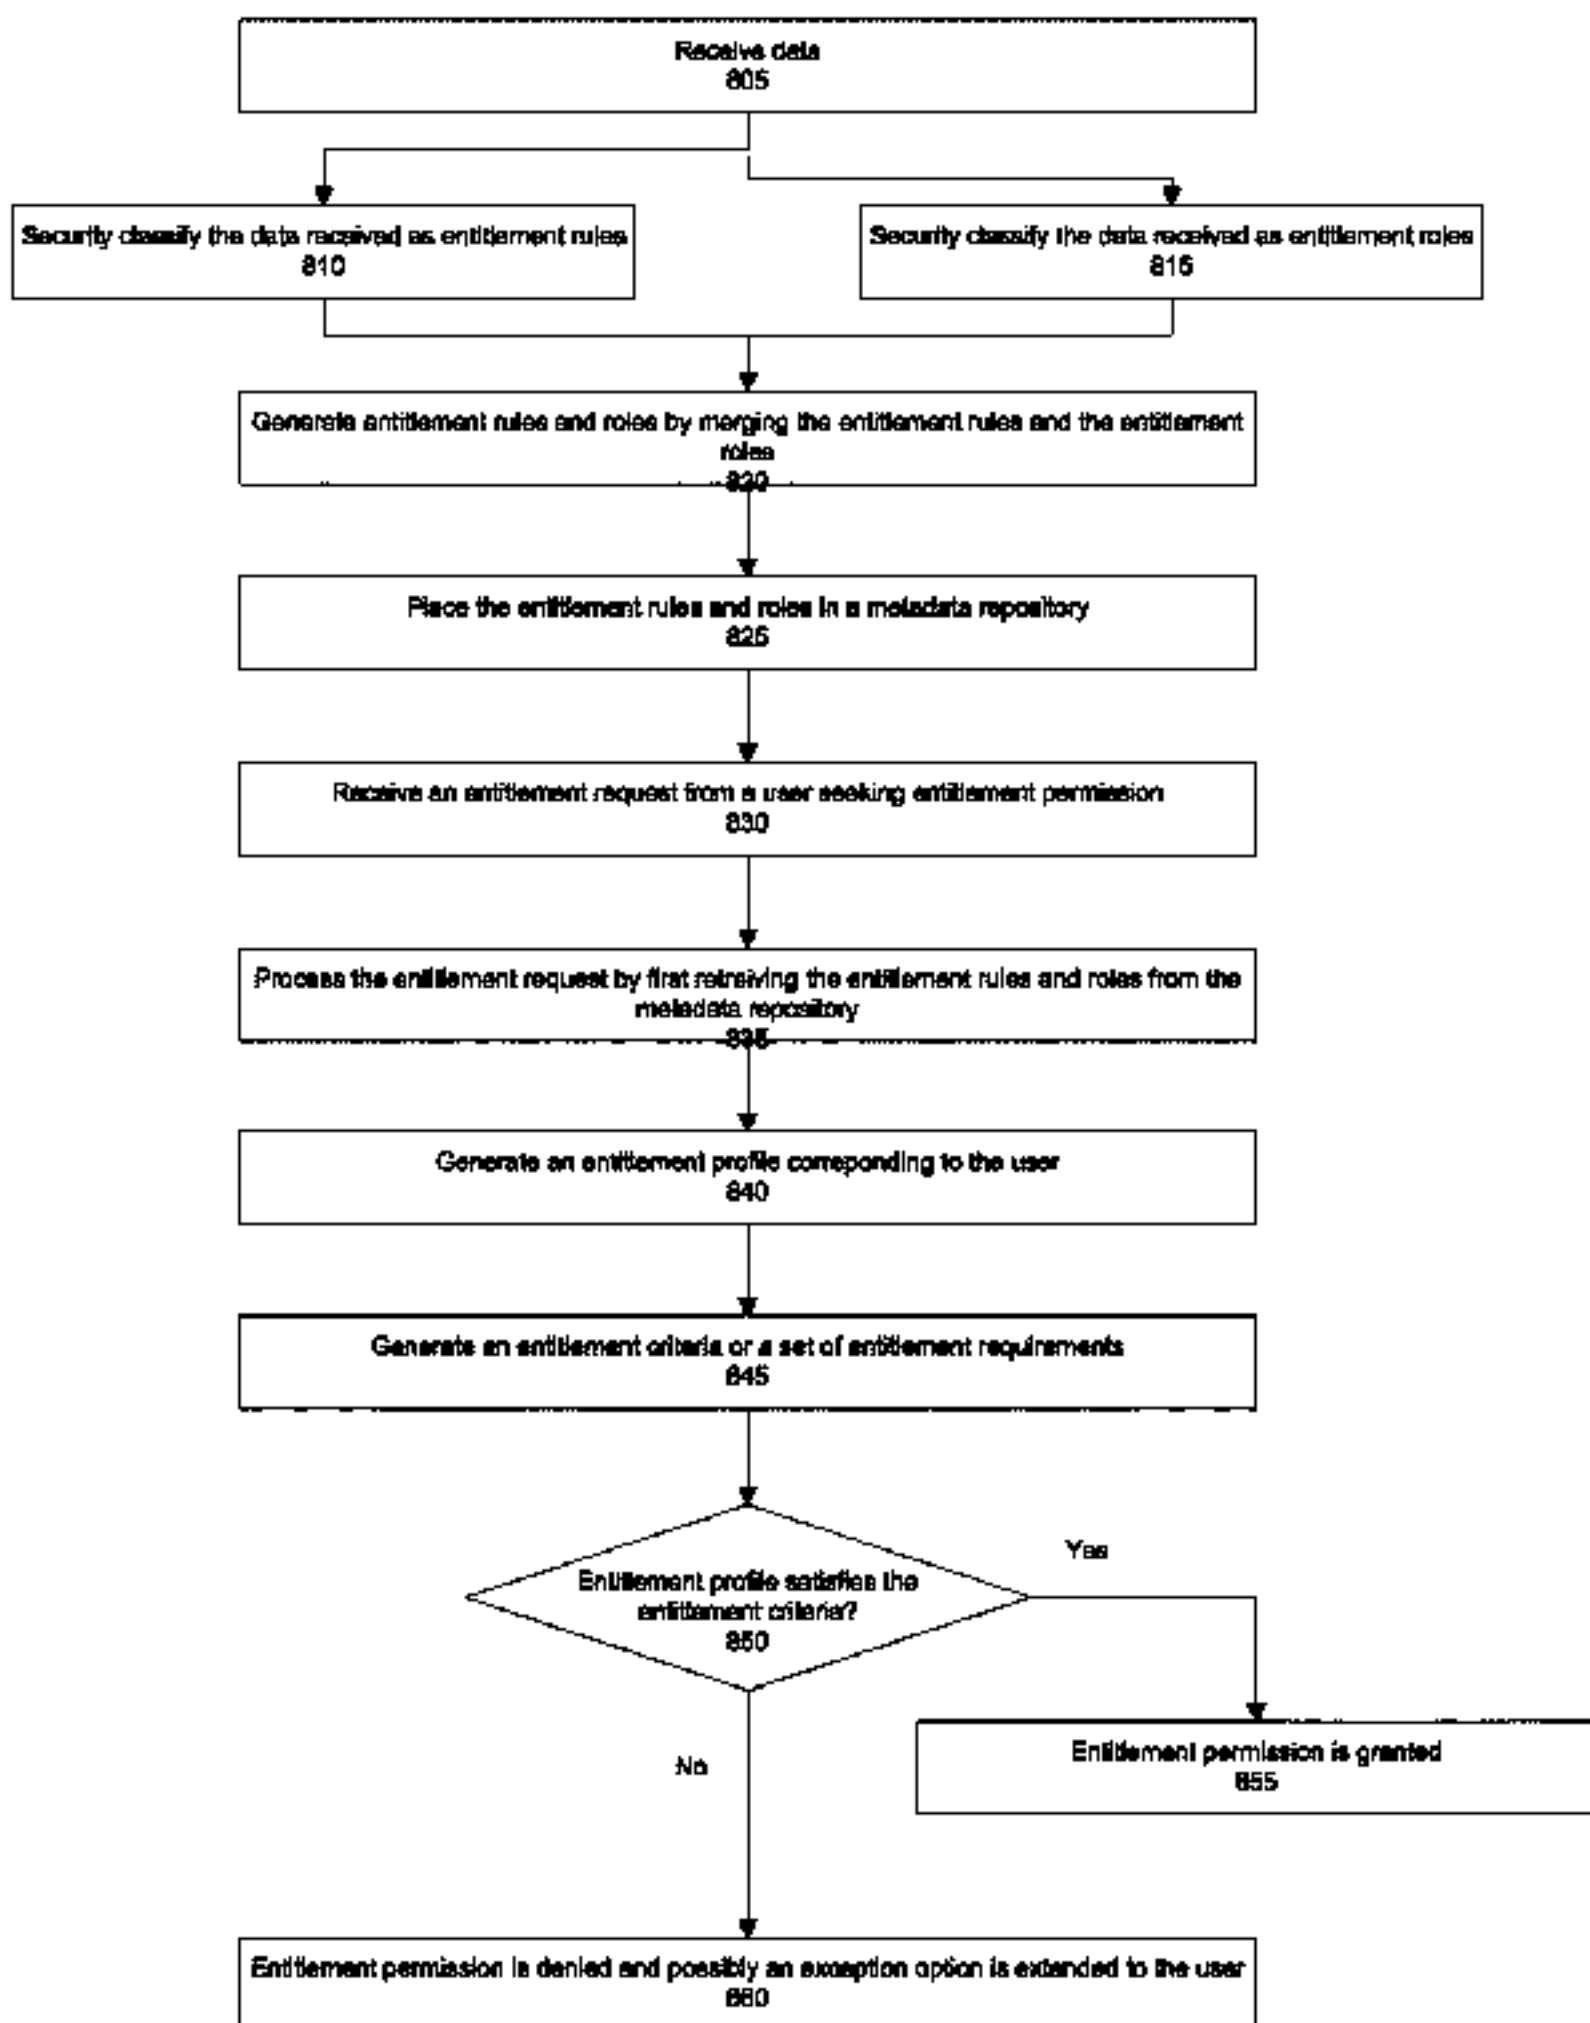 Receive data
805
Security classify the data received as entitlement rules
810
Security classify the data received as entitlement roles
815
Generate entitlement rules and roles by merging the entitlement rules and the entitlement
roles
820
Place the entitlement rules and roles in a metadata repository
825
Receive an entitlement request from a user seeking entitlement permission
830
Process the entitlement request by first retreiving the entitlement rules and roles from the
metadata repository
835
Generate an entitlement profile correponding to the user
840
Generate an entitlement criteria or a set of entitlement requirements
845
Entitlement profile satisfies the
entitlement criteria?
850
Yes
No
Entitlement permission is granted
855
Entitlement permission is denied and possibly an exception option is extended to the user
860